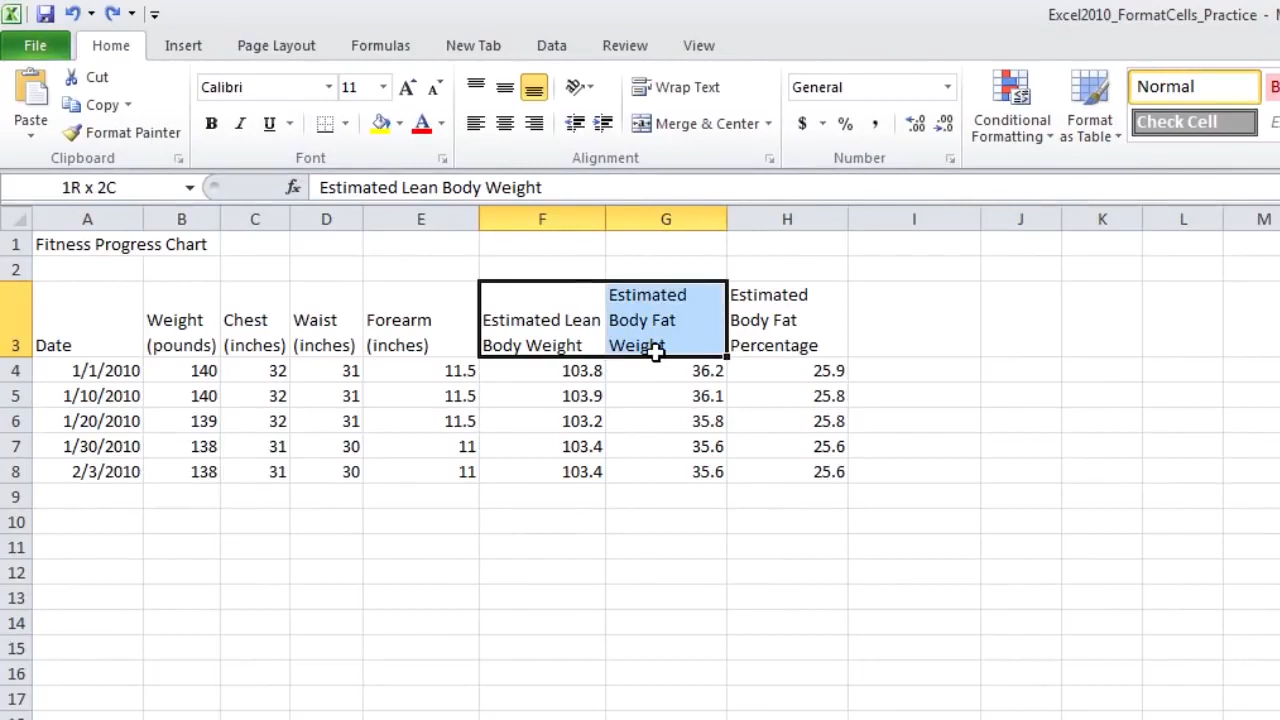 Excel2010_FormatCells_Practice -
File Home Insert Page Layout Formulas New Tab Data Review View
Paste
Cut
Copy
Format Painter
Clipboard
Calibri 11
B I U
Font
Wrap Text
Merge & Center
Alignment
General
$ % ,
Number
Conditional
Formatting
Format
as Table
Normal
Check Cell
1R x 2C fx Estimated Lean Body Weight
A B C D E F G H I J K L M
1 Fitness Progress Chart
2
3 Date
Weight
(pounds)
Chest
(inches)
Waist
(inches)
Forearm
(inches)
Estimated Lean
Body Weight
Estimated
Body Fat
Weight
Estimated
Body Fat
Percentage
4 1/1/2010 140 32 31 11.5 103.8 36.2 25.9
5 1/10/2010 140 32 31 11.5 103.9 36.1 25.8
6 1/20/2010 139 32 31 11.5 103.2 35.8 25.8
7 1/30/2010 138 31 30 11 103.4 35.6 25.6
8 2/3/2010 138 31 30 11 103.4 35.6 25.6
9
10
11
12
13
14
15
16
17